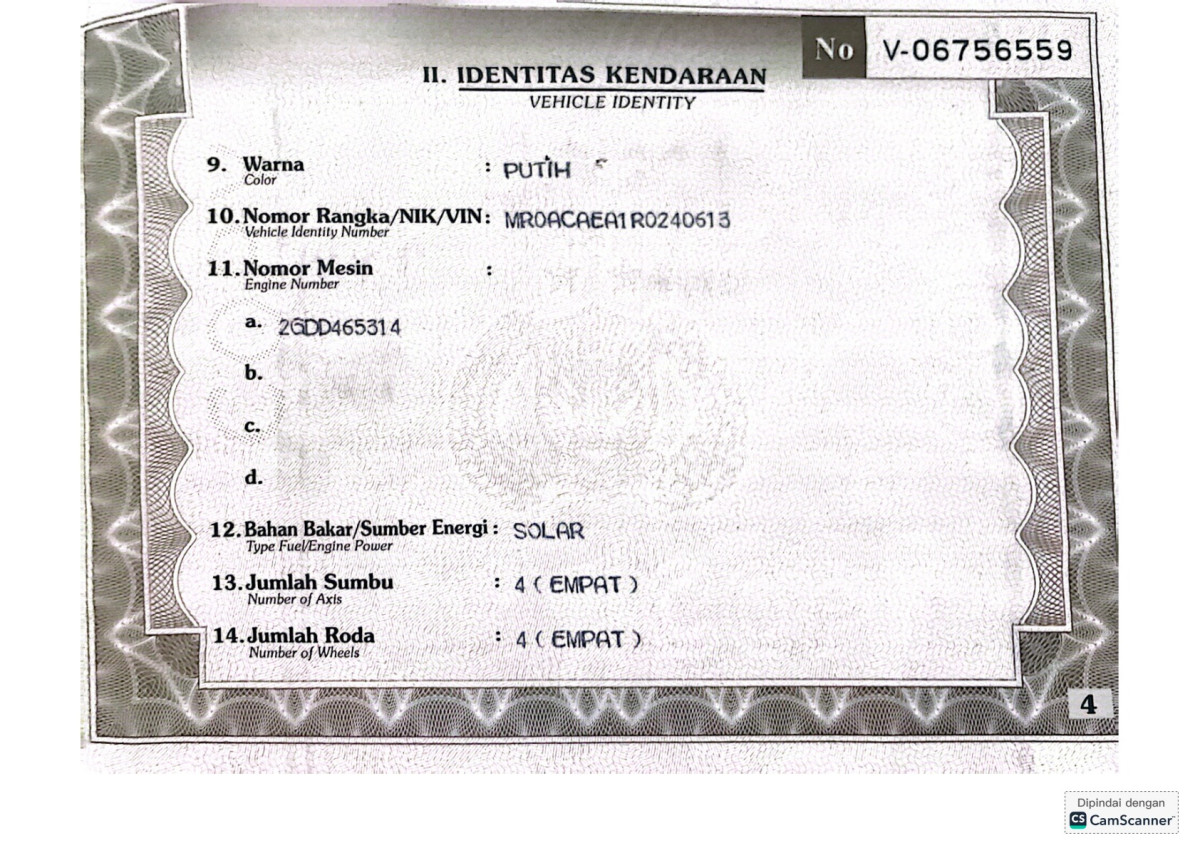 No V-06756559
II. IDENTITAS KENDARAAN
VEHICLE IDENTITY
9. Warna : PUTIH
Color
10. Nomor Rangka/NIK/VIN : MR0ACAEA1R0240613
Vehicle Identity Number
11. Nomor Mesin :
Engine Number
a. 2GDD465314
b.
c.
d.
12. Bahan Bakar/Sumber Energi : SOLAR
Type Fuel/Engine Power
13. Jumlah Sumbu : 4 ( EMPAT )
Number of Axis
14. Jumlah Roda : 4 ( EMPAT )
Number of Wheels
4
Dipindai dengan
CS CamScanner